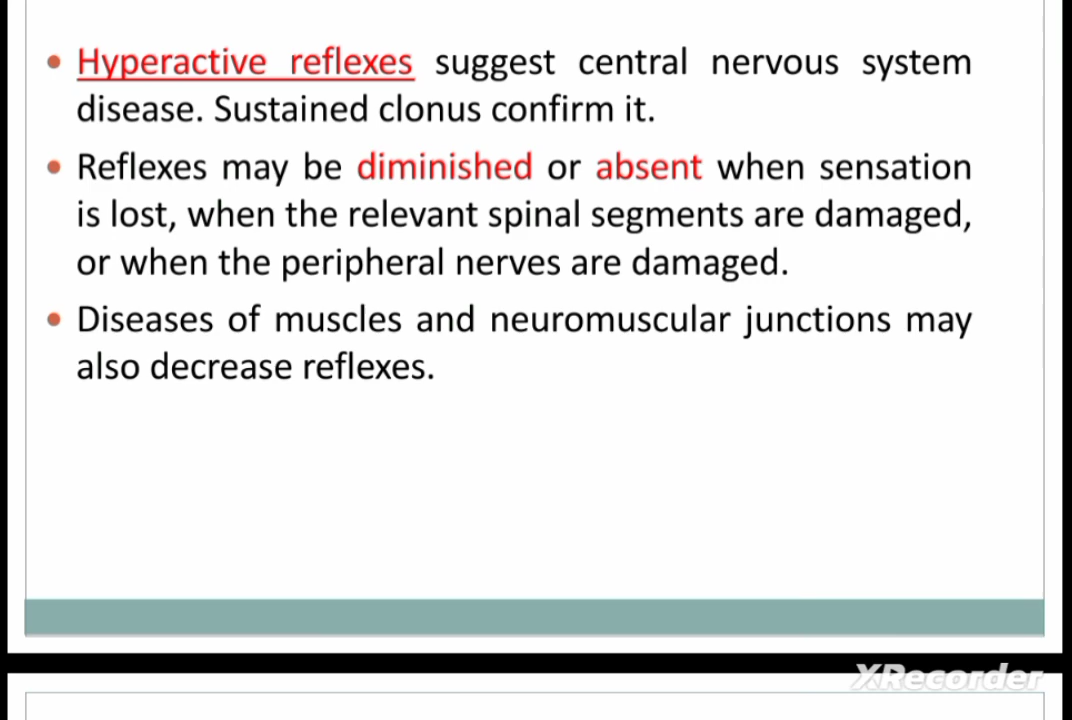 • Hyperactive reflexes suggest central nervous system
disease. Sustained clonus confirm it.
• Reflexes may be diminished or absent when sensation
is lost, when the relevant spinal segments are damaged,
or when the peripheral nerves are damaged.
• Diseases of muscles and neuromuscular junctions may
also decrease reflexes.
XRecorder